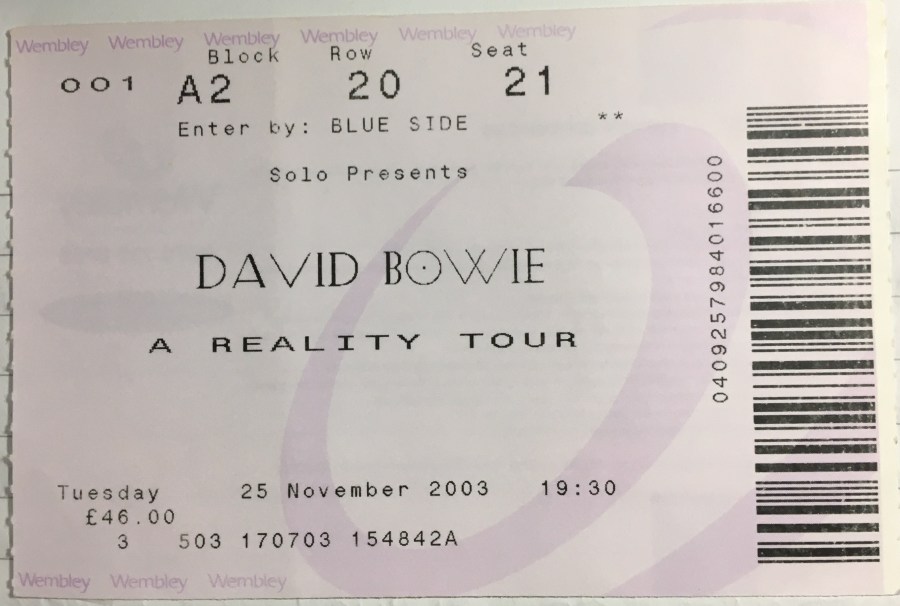 Wembley Wembley Wembley Wembley Wembley Wembley
Block Row Seat
001 A2 20 21
Enter by: BLUE SIDE **
Solo Presents
DAVID BOWIE
A REALITY TOUR
Tuesday 25 November 2003 19:30
£46.00
3 503 170703 154842A
Wembley Wembley Wembley
04092579840166​00